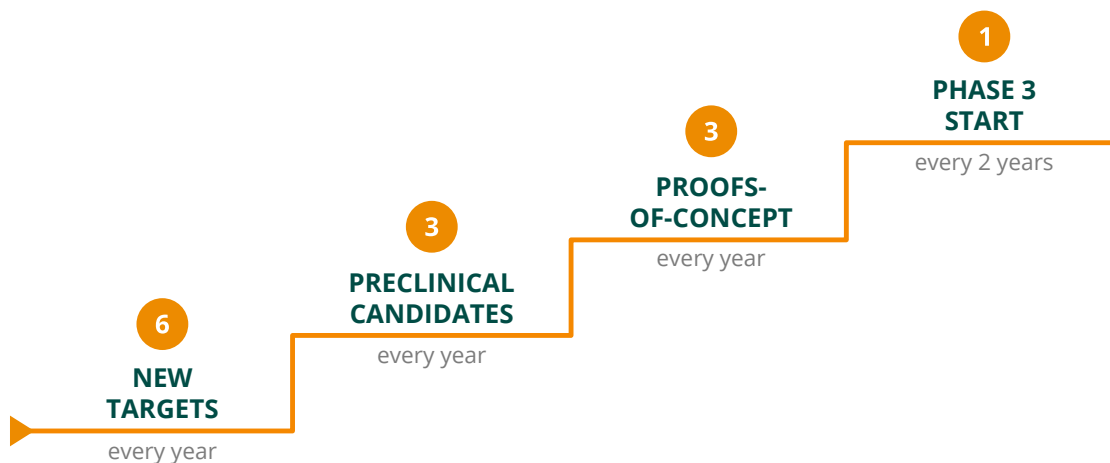 6
NEW
TARGETS
every year
3
PRECLINICAL
CANDIDATES
every year
3
PROOFS-
OF-CONCEPT
every year
1
PHASE 3
START
every 2 years